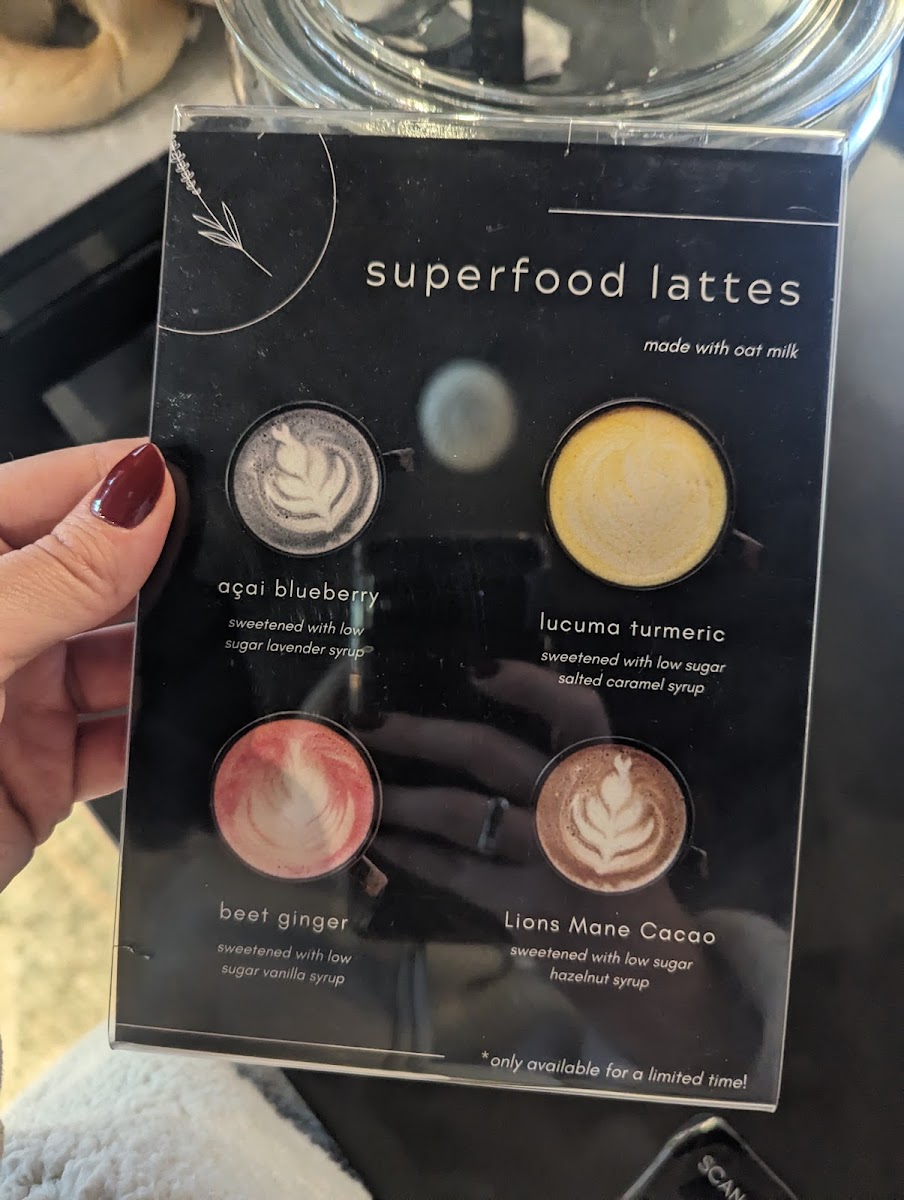 superfood lattes
made with oat milk
açai blueberry
sweetened with low
sugar lavender syrup
lucuma turmeric
sweetened with low sugar
salted caramel syrup
beet ginger
sweetened with low
sugar vanilla syrup
Lions Mane Cacao
sweetened with low sugar
hazelnut syrup
*only available for a limited time!
SCAN